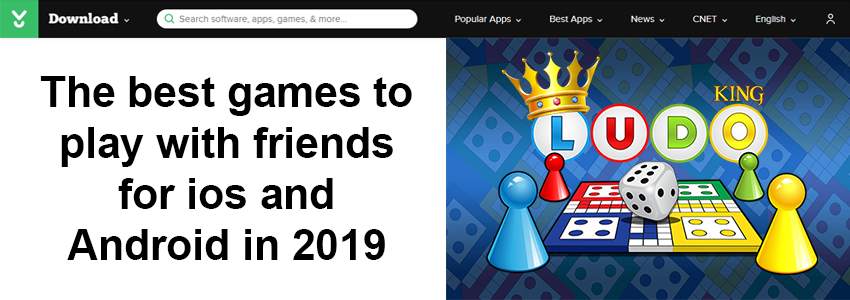 Download
Search software, apps, games, & more...
Popular Apps
Best Apps
News
CNET
English
The best games to
play with friends
for ios and
Android in 2019
KING
LUDO